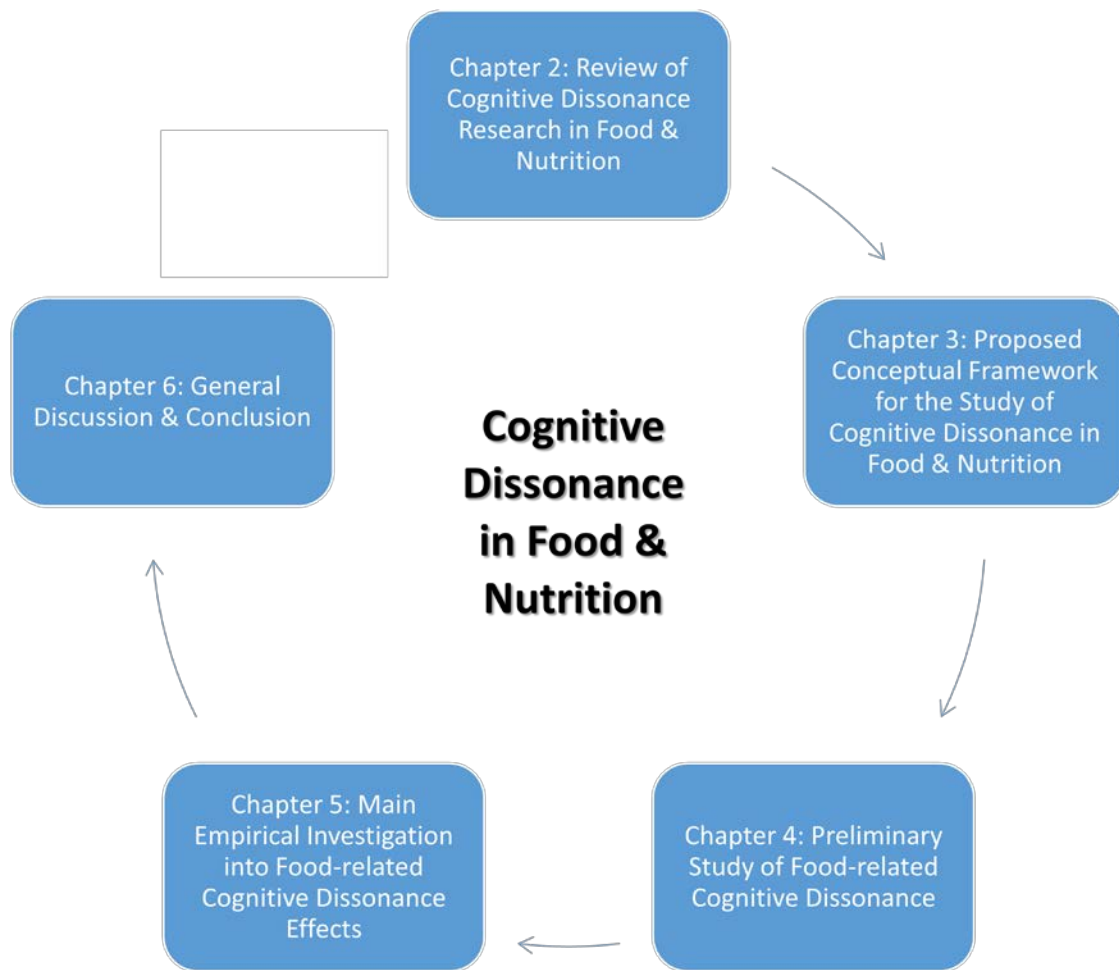 Chapter 2: Review of
Cognitive Dissonance
Research in Food &
Nutrition
Chapter 3: Proposed
Conceptual Framework
for the Study of
Cognitive Dissonance in
Food & Nutrition
Chapter 6: General
Discussion & Conclusion
Cognitive
Dissonance
in Food &
Nutrition
Chapter 5: Main
Empirical Investigation
into Food-related
Cognitive Dissonance
Effects
Chapter 4: Preliminary
Study of Food-related
Cognitive Dissonance